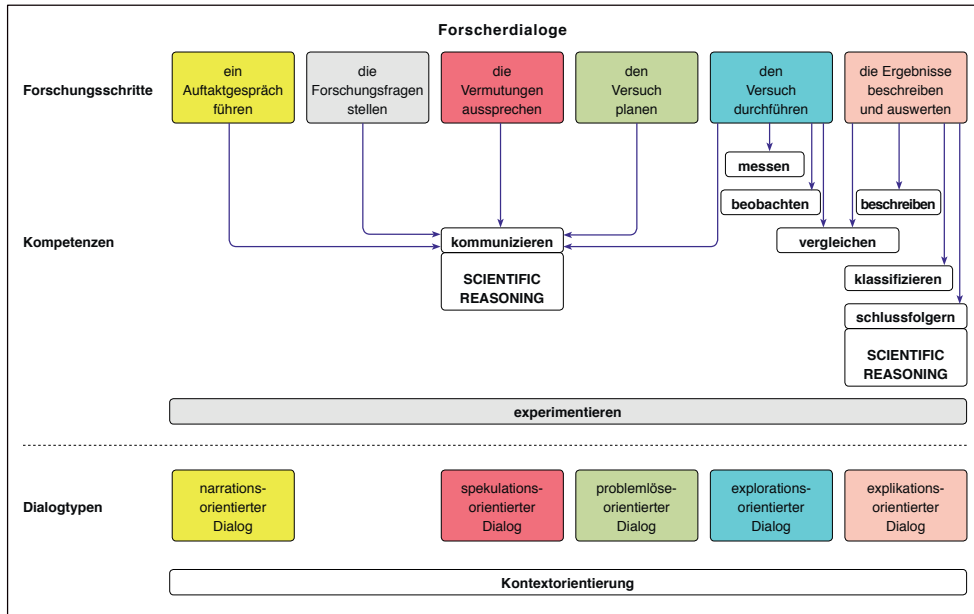 Forscherdialoge
Forschungsschritte
ein
Auftaktgespräch
führen
die
Forschungsfragen
stellen
die
Vermutungen
aussprechen
den
Versuch
planen
den
Versuch
durchführen
die Ergebnisse
beschreiben
und auswerten
Kompetenzen
messen
beobachten
beschreiben
kommunizieren
vergleichen
SCIENTIFIC
REASONING
klassifizieren
schlussfolgern
SCIENTIFIC
REASONING
experimentieren
Dialogtypen
narrations-
orientierter
Dialog
spekulations-
orientierter
Dialog
problemlöse-
orientierter
Dialog
explorations-
orientierter
Dialog
explikations-
orientierter
Dialog
Kontextorientierung